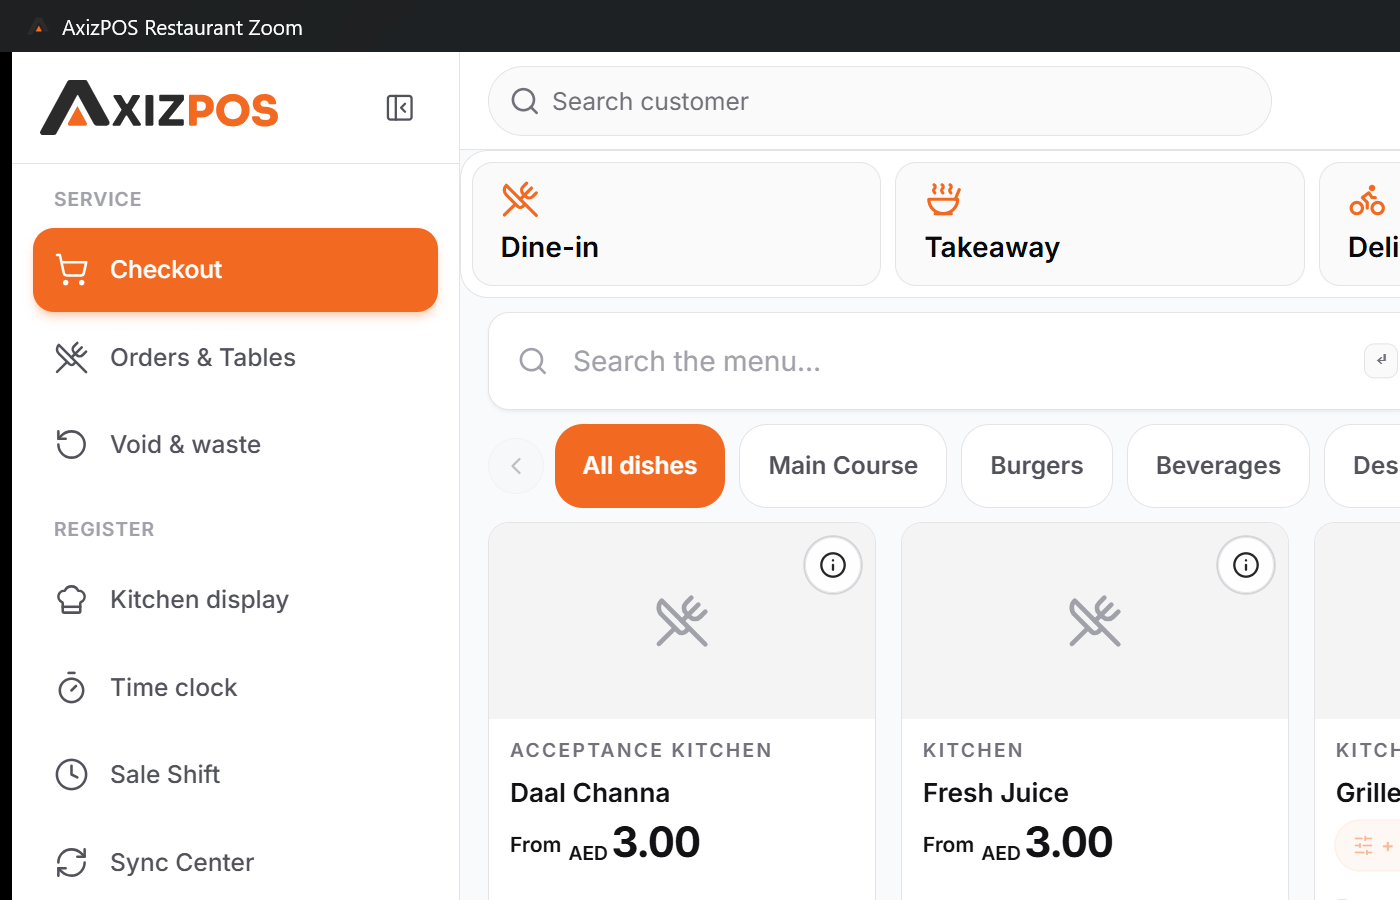 AxizPOS Restaurant Zoom
AXIZPOS
Search customer
SERVICE
Checkout
Orders & Tables
Void & waste
REGISTER
Kitchen display
Time clock
Sale Shift
Sync Center
Dine-in
Takeaway
Deli
Search the menu...
All dishes
Main Course
Burgers
Beverages
Des
ACCEPTANCE KITCHEN
Daal Channa
From AED 3.00
KITCHEN
Fresh Juice
From AED 3.00
KITCH
Grille
+